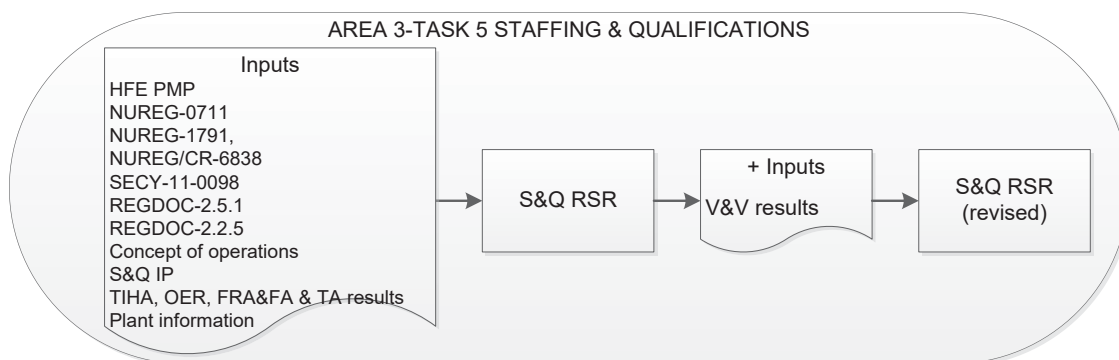 AREA 3-TASK 5 STAFFING & QUALIFICATIONS
Inputs
HFE PMP
NUREG-0711
NUREG-1791,
NUREG/CR-6838
SECY-11-0098
REGDOC-2.5.1
REGDOC-2.2.5
Concept of operations
S&Q IP
TIHA, OER, FRA&FA & TA results
Plant information
S&Q RSR
+ Inputs
V&V results
S&Q RSR
(revised)